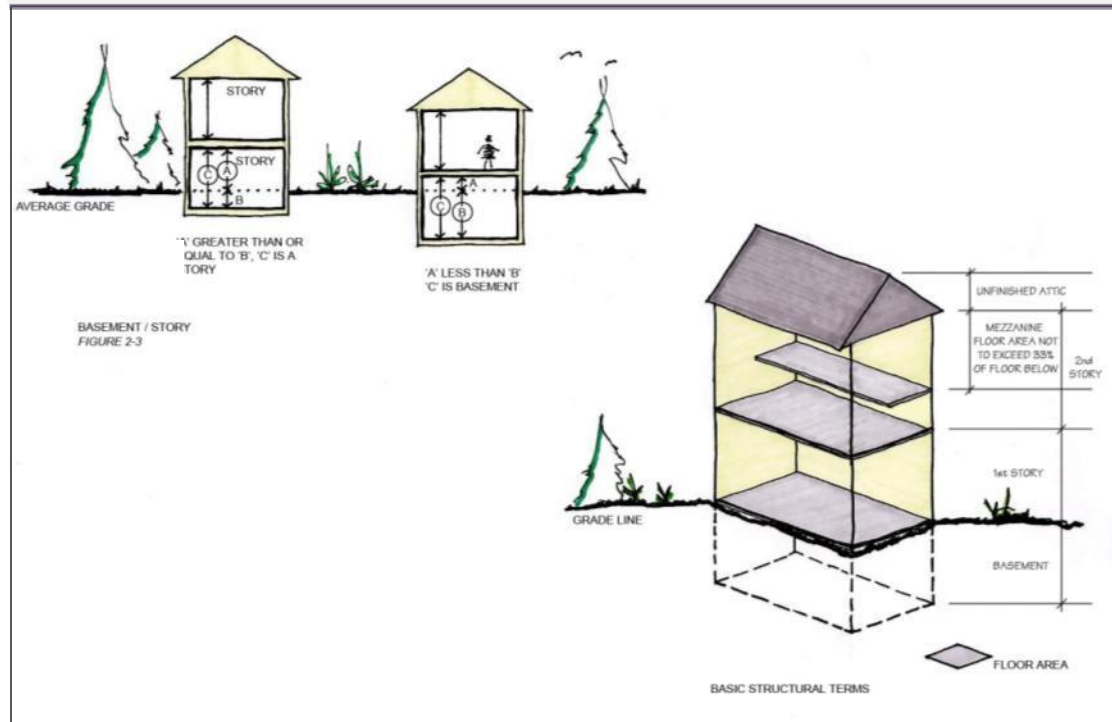 STORY
STORY
C
A
B
AVERAGE GRADE
' GREATER THAN OR
QUAL TO 'B', 'C' IS A
TORY
A
C
B
'A' LESS THAN 'B'
'C' IS BASEMENT
BASEMENT / STORY
FIGURE 2-3
UNFINISHED ATTIC
MEZZANINE
FLOOR AREA NOT
TO EXCEED 33%
OF FLOOR BELOW
2nd
STORY
1st STORY
GRADE LINE
BASEMENT
FLOOR AREA
BASIC STRUCTURAL TERMS